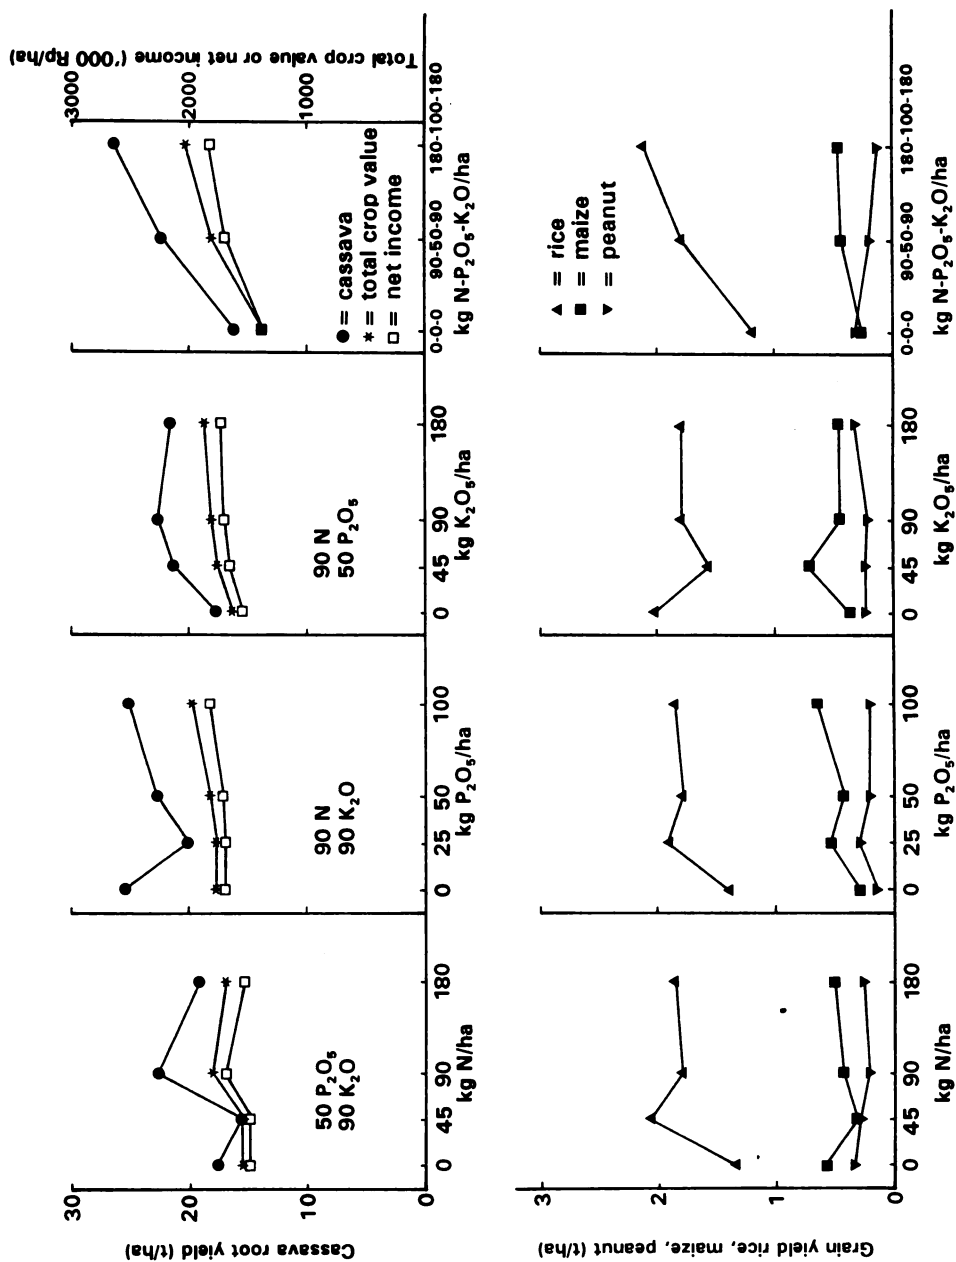 Cassava root yield (t/ha)
30
20
10
0
50 P₂O₅
90 K₂O
0 45 90 180
kg N/ha
90 N
90 K₂O
0 25 50 100
kg P₂O₅/ha
90 N
50 P₂O₅
0 45 90 180
kg K₂O₅/ha
● = cassava
* = total crop value
□ = net income
0-0-0 90-50-90 180-100-180
kg N-P₂O₅-K₂O/ha
3000
2000
1000
Total crop value or net income ('000 Rp/ha)
Grain yield rice, maize, peanut (t/ha)
3
2
1
0
0 45 90 180
kg N/ha
0 25 50 100
kg P₂O₅/ha
0 45 90 180
kg K₂O₅/ha
▲ = rice
■ = maize
▼ = peanut
0-0-0 90-50-90 180-100-180
kg N-P₂O₅-K₂O/ha